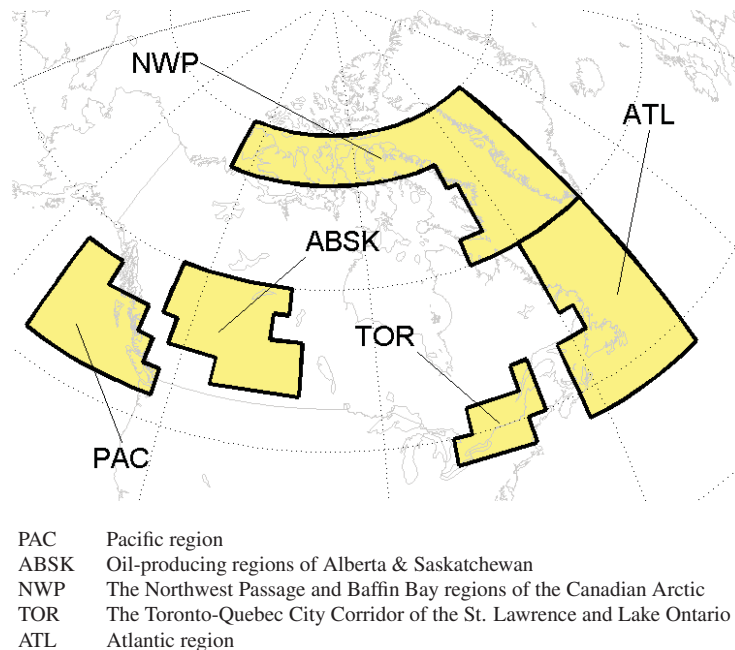 NWP
ATL
ABSK
TOR
PAC
PAC Pacific region
ABSK Oil-producing regions of Alberta & Saskatchewan
NWP The Northwest Passage and Baffin Bay regions of the Canadian Arctic
TOR The Toronto-Quebec City Corridor of the St. Lawrence and Lake Ontario
ATL Atlantic region